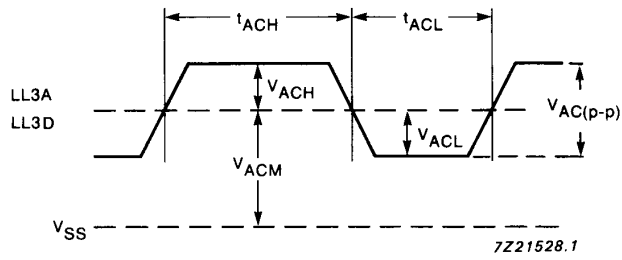 tACH
tACL
LL3A
LL3D
VACH
VACL
VAC(p-p)
VACM
VSS
7Z21528.1